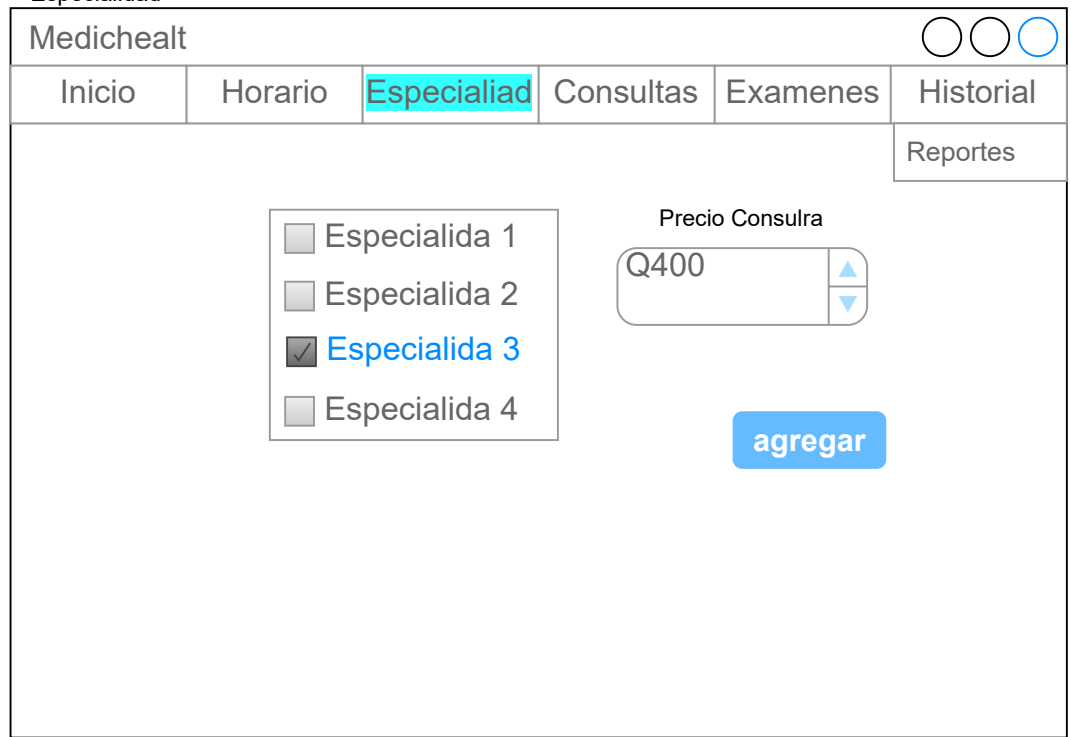 Especialidad
Medichealt
Inicio Horario Especialiad Consultas Examenes Historial
Reportes
Especialida 1
Especialida 2
Especialida 3
Especialida 4
Precio Consulra
Q400
agregar